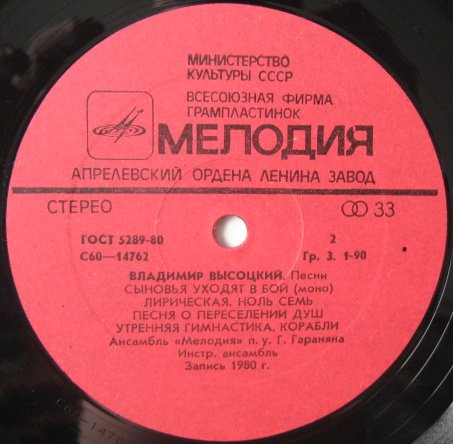 МИНИСТЕРСТВО
КУЛЬТУРЫ СССР
ВСЕСОЮЗНАЯ ФИРМА
ГРАМПЛАСТИНОК
МЕЛОДИЯ
АПРЕЛЕВСКИЙ ОРДЕНА ЛЕНИНА ЗАВОД
СТЕРЕО 33
ГОСТ 5289-80 2
С60—14762 Гр. 3. 1-90
ВЛАДИМИР ВЫСОЦКИЙ. Песни
СЫНОВЬЯ УХОДЯТ В БОЙ (моно)
ЛИРИЧЕСКАЯ, НОЛЬ СЕМЬ
ПЕСНЯ О ПЕРЕСЕЛЕНИИ ДУШ
УТРЕННЯЯ ГИМНАСТИКА, КОРАБЛИ
Ансамбль «Мелодия» п. у. Г. Гараняна
Инстр. ансамбль
Запись 1980 г.